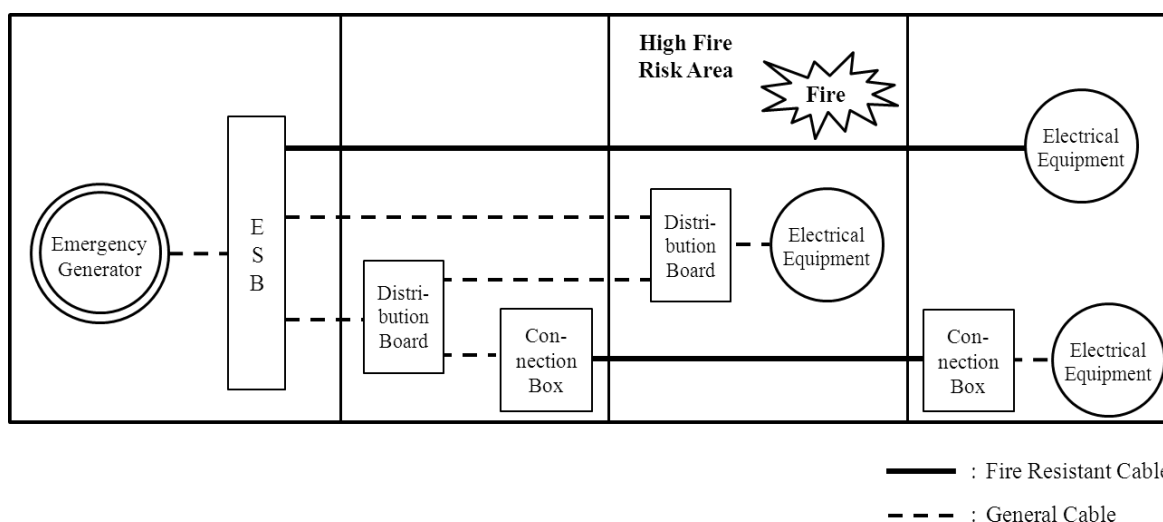 High Fire
Risk Area
Fire
Electrical
Equipment
Emergency
Generator
E
S
B
Distri-
bution
Board
Electrical
Equipment
Distri-
bution
Board
Con-
nection
Box
Con-
nection
Box
Electrical
Equipment
: Fire Resistant Cable
: General Cable